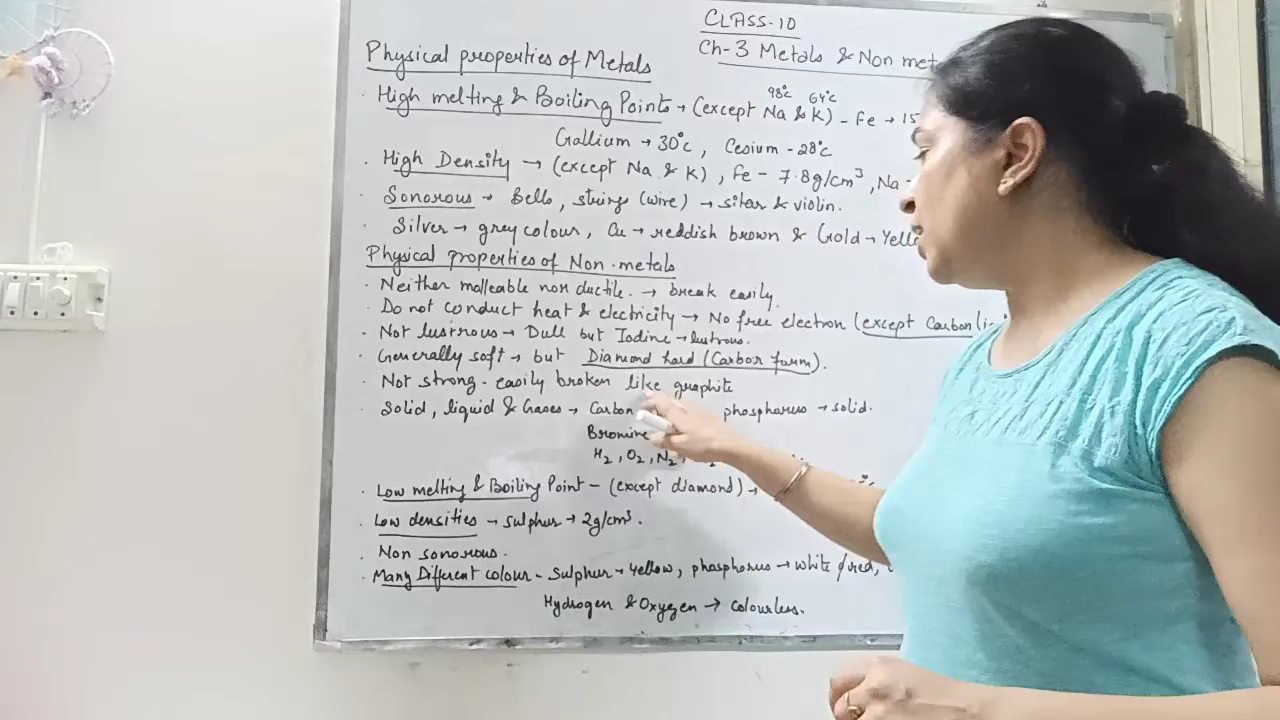 CLASS-10
Ch-3 Metals & Non met
Physical properties of Metals
98°c 64°c
· High melting & Boiling Points → (except Na & K) - Fe → 15
Gallium → 30°c, Cesium - 28°c
· High Density → (except Na & K), Fe - 7.8g/cm³, Na -
· Sonorous → Bells, strings (wire) → sitar & violin.
· Silver → grey colour, Cu → reddish brown & Gold → Yello
Physical properties of Non-metals
· Neither malleable nor ductile. → break easily.
· Do not conduct heat & electricity → No free electron (except Carbon
· Not lustrous → Dull but Iodine → lustrous.
· Generally soft → but Diamond hard (Carbon form).
· Not strong - easily broken like graphite
· Solid, liquid & Gases → Carbon phosphorus → solid.
Bromine
H₂, O₂, N₂,
· Low melting & Boiling Point - (except diamond) →
· Low densities → sulphur → 2g/cm³.
· Non sonorous.
· Many Different colour - Sulphur → Yellow, phosphorus → white /red,
Hydrogen & Oxygen → colourless.